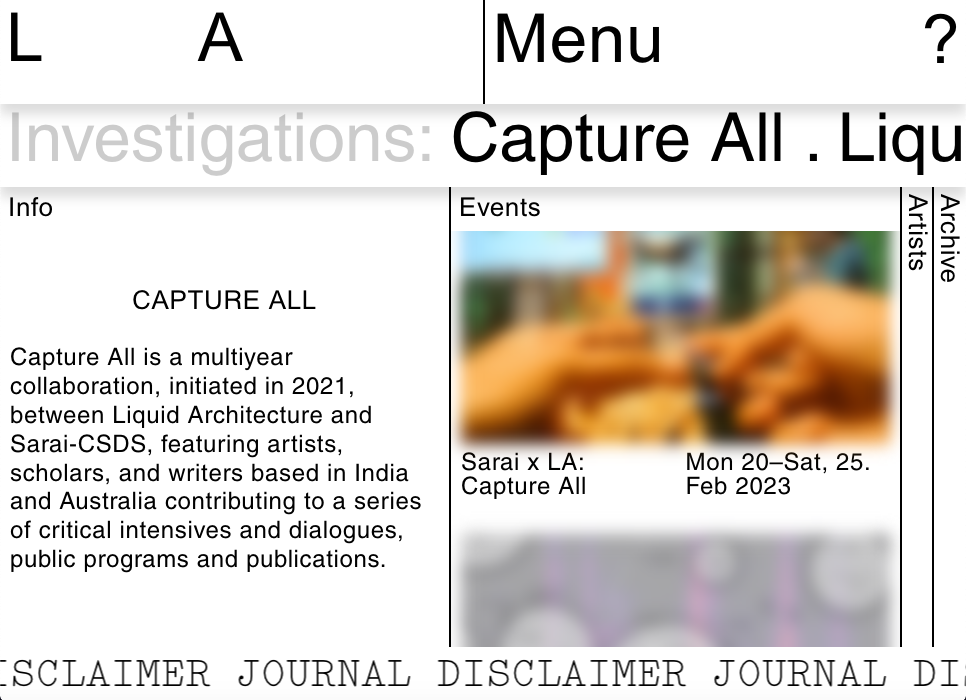 L A
Menu ?
Investigations: Capture All . Liqu
Info
CAPTURE ALL
Capture All is a multiyear
collaboration, initiated in 2021,
between Liquid Architecture and
Sarai-CSDS, featuring artists,
scholars, and writers based in India
and Australia contributing to a series
of critical intensives and dialogues,
public programs and publications.
Events
Sarai x LA:
Capture All
Mon 20–Sat, 25.
Feb 2023
Artists
Archive
ISCLAIMER JOURNAL DISCLAIMER JOURNAL DIS